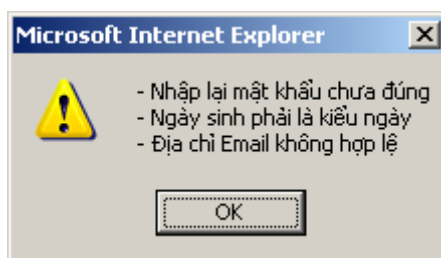 Microsoft Internet Explorer
- Nhập lại mật khẩu chưa đúng
- Ngày sinh phải là kiểu ngày
- Địa chỉ Email không hợp lệ
OK